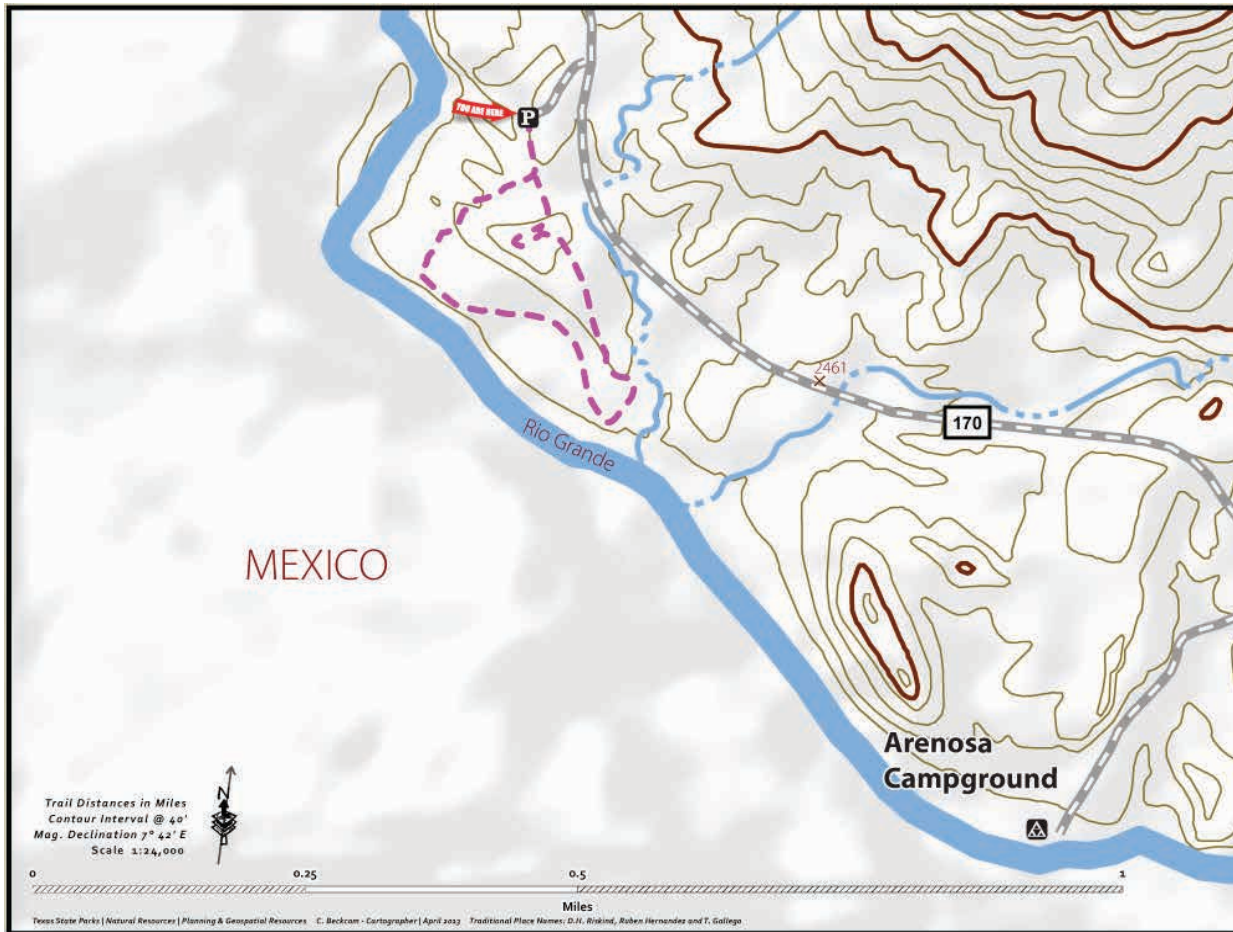 YOU ARE HERE
P
2461
170
Rio Grande
MEXICO
Arenosa
Campground
N
Trail Distances in Miles
Contour Interval @ 40'
Mag. Declination 7° 42' E
Scale 1:24,000
0 0.25 0.5 1
Miles
Texas State Parks | Natural Resources | Planning & Geospatial Resources C. Beckcom - Cartographer | April 2013 Traditional Place Names: D.H. Riskind, Ruben Hernandez and T. Gallego